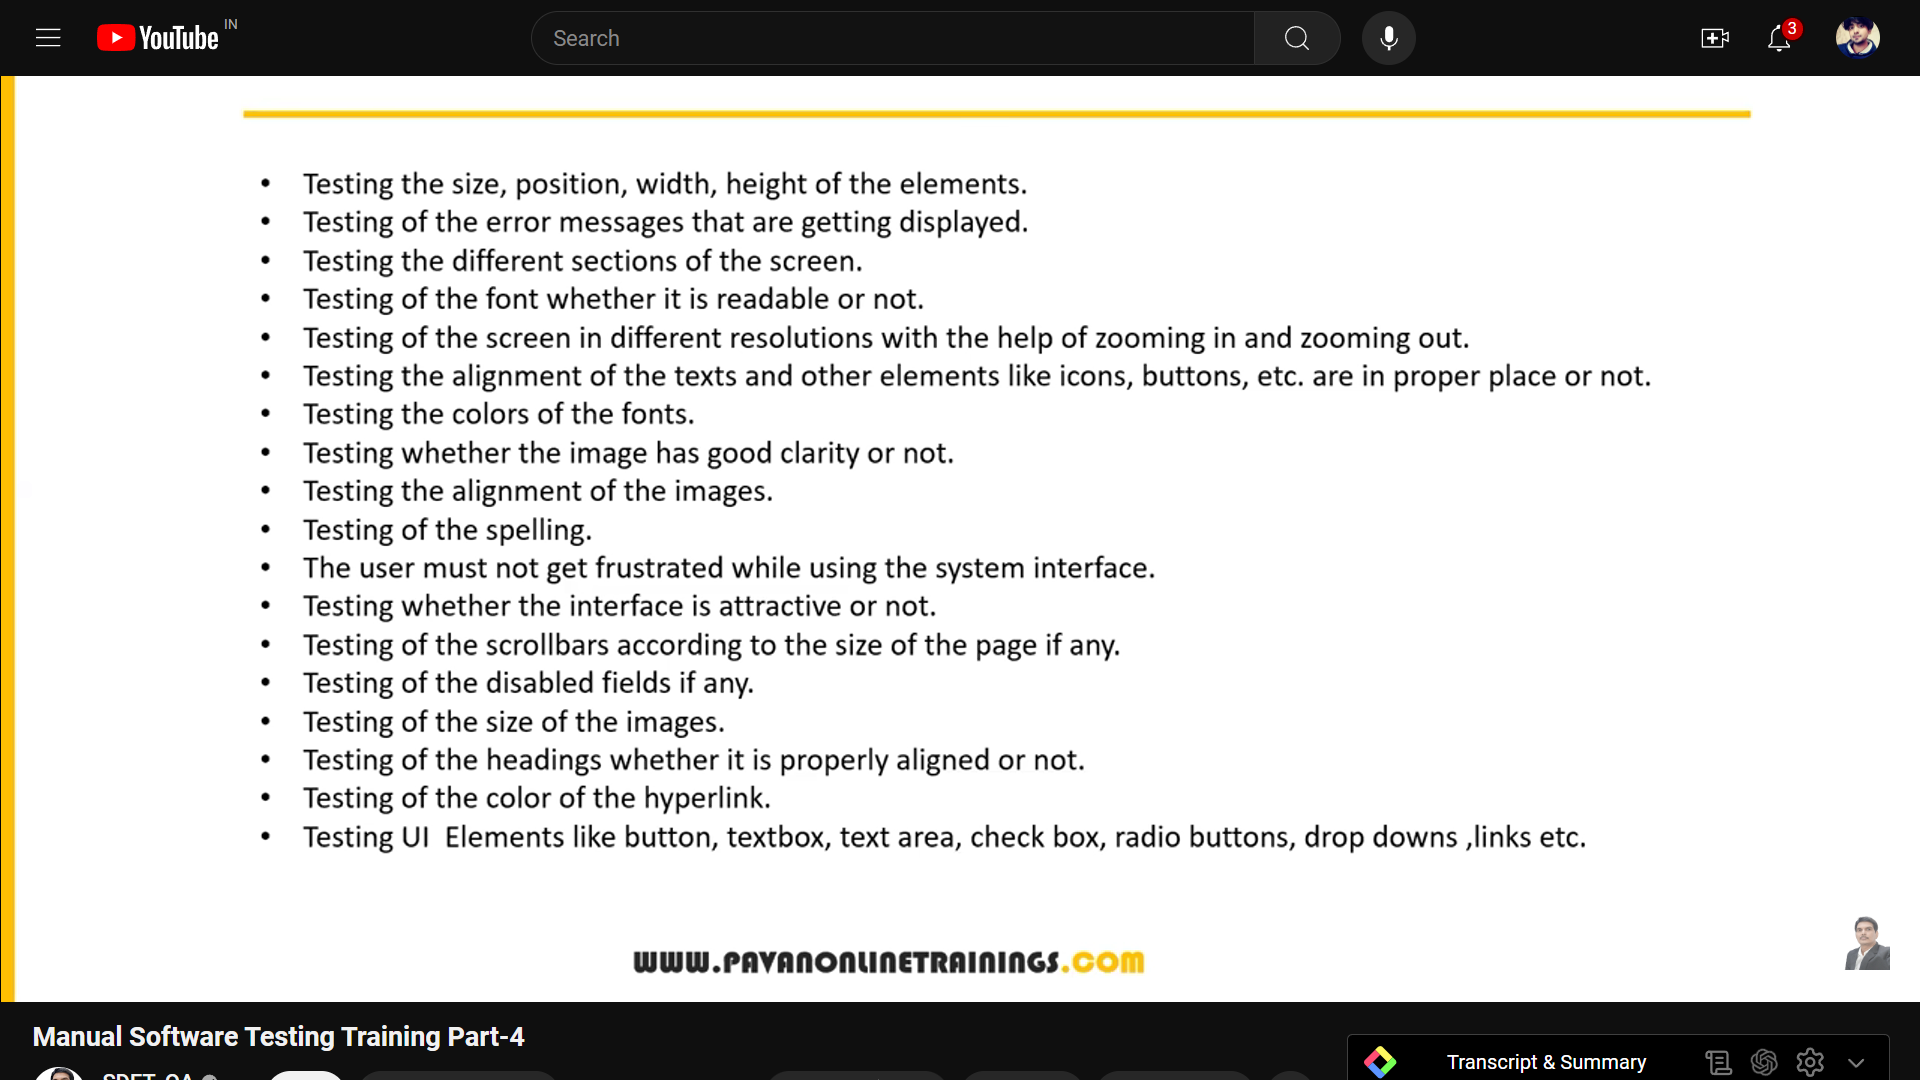 YouTube IN
Search
3
• Testing the size, position, width, height of the elements.
• Testing of the error messages that are getting displayed.
• Testing the different sections of the screen.
• Testing of the font whether it is readable or not.
• Testing of the screen in different resolutions with the help of zooming in and zooming out.
• Testing the alignment of the texts and other elements like icons, buttons, etc. are in proper place or not.
• Testing the colors of the fonts.
• Testing whether the image has good clarity or not.
• Testing the alignment of the images.
• Testing of the spelling.
• The user must not get frustrated while using the system interface.
• Testing whether the interface is attractive or not.
• Testing of the scrollbars according to the size of the page if any.
• Testing of the disabled fields if any.
• Testing of the size of the images.
• Testing of the headings whether it is properly aligned or not.
• Testing of the color of the hyperlink.
• Testing UI  Elements like button, textbox, text area, check box, radio buttons, drop downs ,links etc.
WWW.PAVANONLINETRAININGS.COM
Manual Software Testing Training Part-4
Transcript & Summary